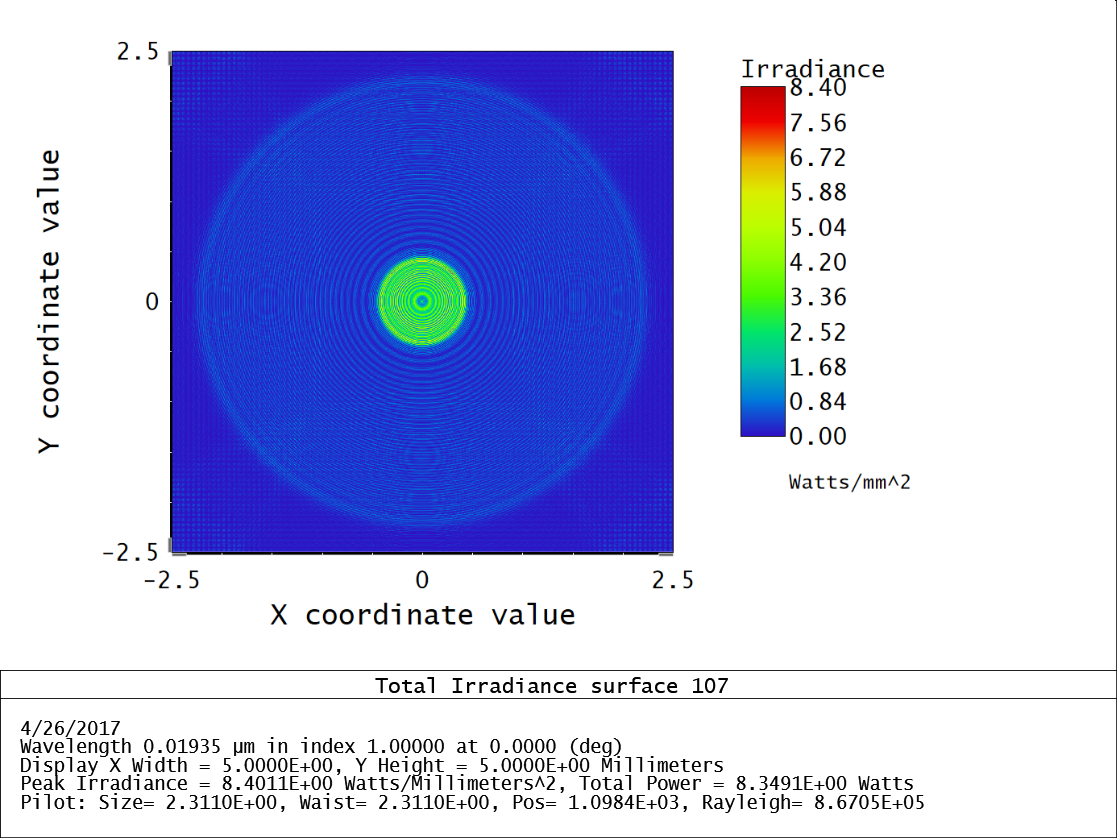 2.5
Irradiance
8.40
7.56
6.72
5.88
5.04
4.20
3.36
2.52
1.68
0.84
0.00
Watts/mm^2
Y coordinate value
0
-2.5
-2.5 0 2.5
X coordinate value
Total Irradiance surface 107
4/26/2017
Wavelength 0.01935 µm in index 1.00000 at 0.0000 (deg)
Display X Width = 5.0000E+00, Y Height = 5.0000E+00 Millimeters
Peak Irradiance = 8.4011E+00 Watts/Millimeters^2, Total Power = 8.3491E+00 Watts
Pilot: Size= 2.3110E+00, Waist= 2.3110E+00, Pos= 1.0984E+03, Rayleigh= 8.6705E+05